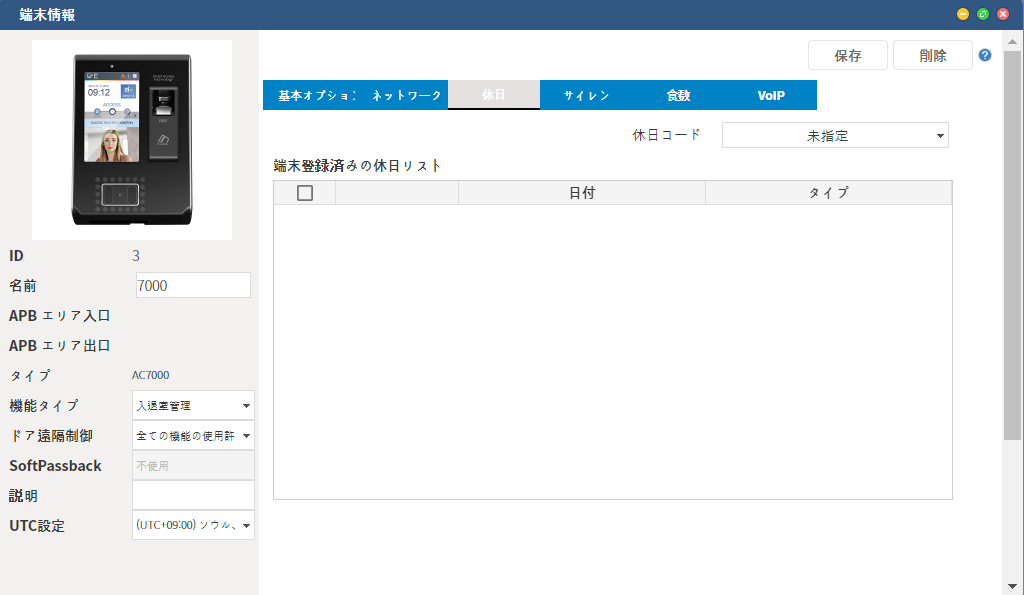 端末情報
保存
削除
基本オプション
ネットワーク
休日
サイレン
食数
VoIP
休日コード
未指定
端末登録済みの休日リスト
日付
タイプ
09:12
ACCESS
ID
3
名前
7000
APB エリア入口
APB エリア出口
タイプ
AC7000
機能タイプ
入退室管理
ドア遠隔制御
全ての機能の使用許
SoftPassback
不使用
説明
UTC設定
(UTC+09:00) ソウル、